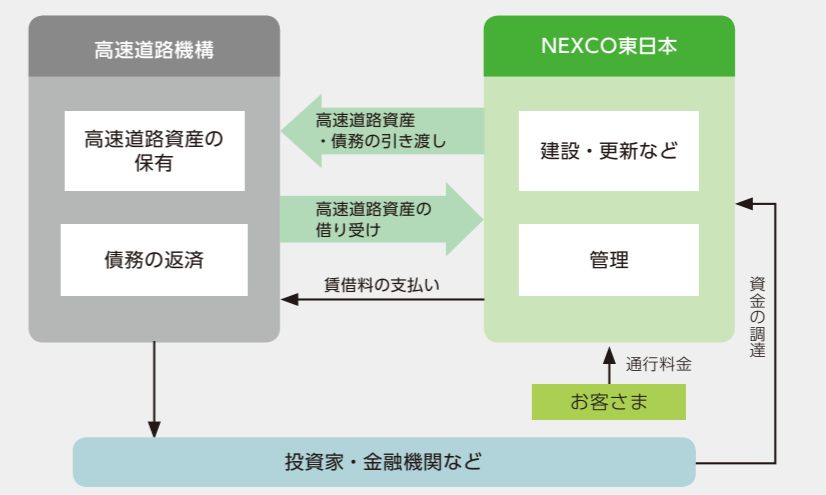 高速道路機構
NEXCO東日本
高速道路資産の
保有
債務の返済
高速道路資産
・債務の引き渡し
高速道路資産の
借り受け
賃借料の支払い
建設・更新など
管理
資金の調達
通行料金
お客さま
投資家・金融機関など